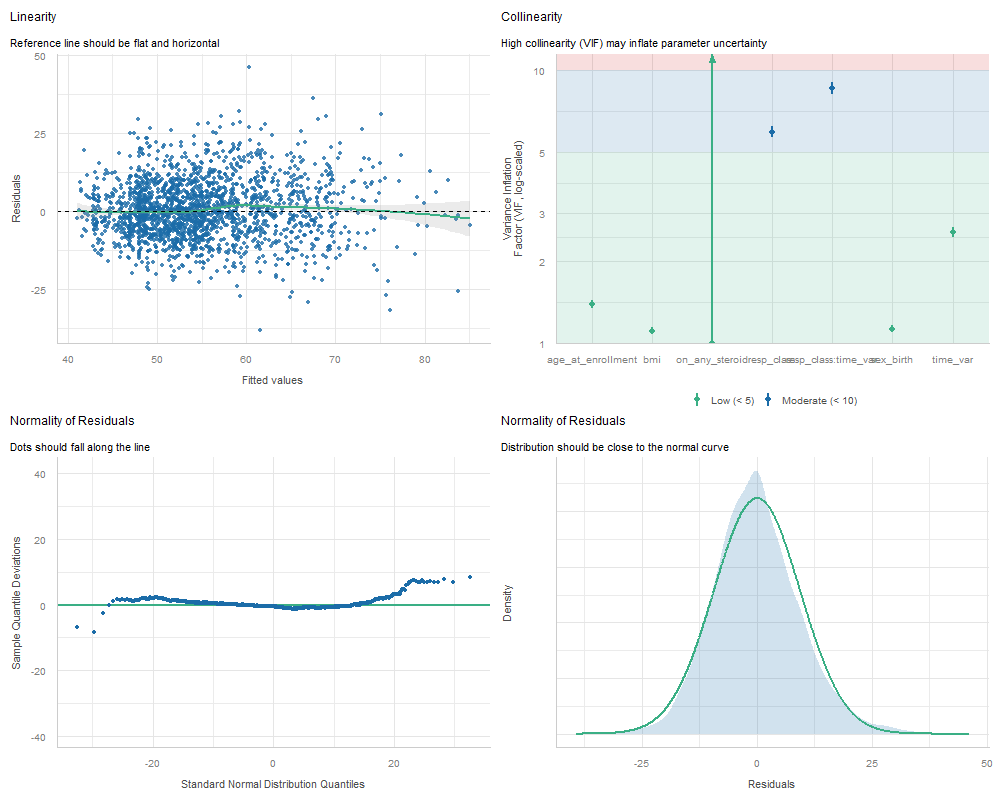 Linearity
Reference line should be flat and horizontal
50
25
0
-25
Residuals
40
50
60
70
80
Fitted values
Collinearity
High collinearity (VIF) may inflate parameter uncertainty
10
5
3
2
1
Variance Inflation
Factor (VIF, log-scaled)
age_at_enrollment
bmi
on_any_steroid
resp_class
resp_class:time_var
sex_birth
time_var
Low (< 5)
Moderate (< 10)
Normality of Residuals
Dots should fall along the line
40
20
0
-20
-40
Sample Quantile Deviations
-20
0
20
Standard Normal Distribution Quantiles
Normality of Residuals
Distribution should be close to the normal curve
Density
-25
0
25
50
Residuals